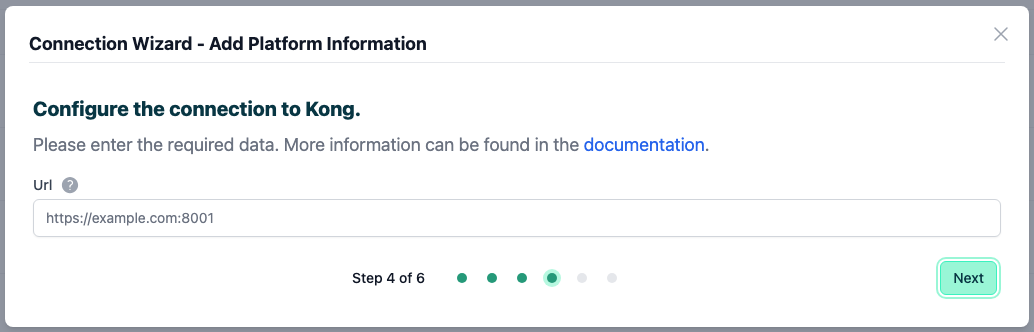 Connection Wizard - Add Platform Information
Configure the connection to Kong.
Please enter the required data. More information can be found in the documentation.
Url ?
https://example.com:8001
Step 4 of 6
Next